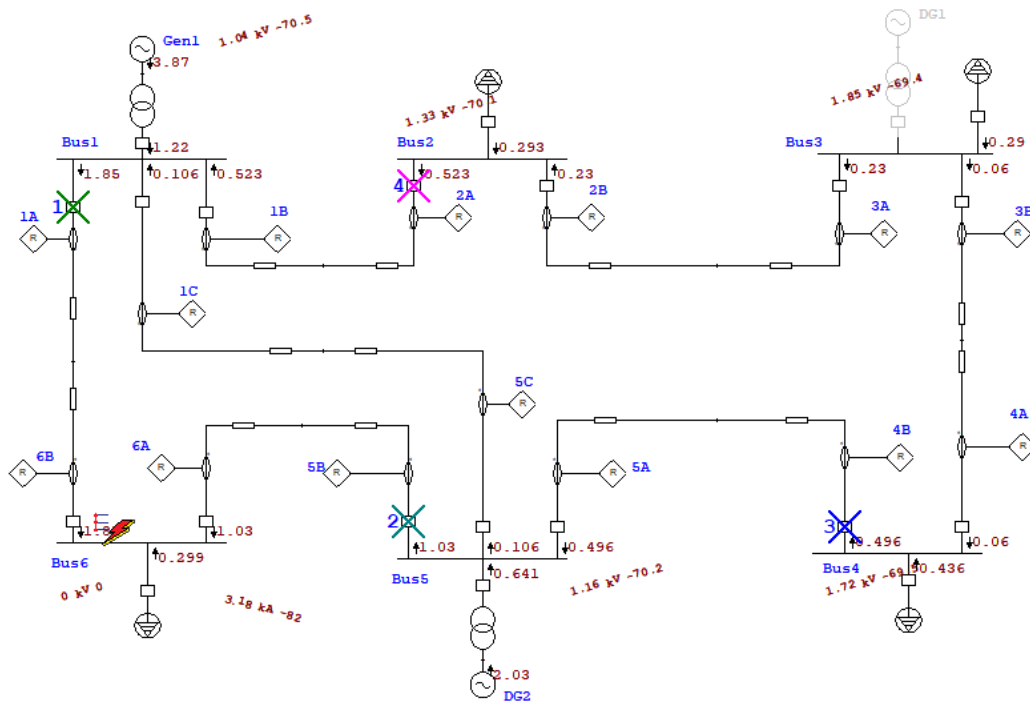 DG1
Gen1
1.04 kV -70.5
3.87
1.33 kV -70.1
1.85 kV -69.4
Bus1
1.22
Bus2
0.293
Bus3
0.29
1.85
0.106
0.523
0.523
0.23
0.23
0.06
1
4
1A
R
1B
R
2A
R
2B
R
3A
R
3B
R
1C
R
5C
R
6B
R
6A
R
5B
R
5A
R
4B
R
4A
R
2
3
1.03
Bus6
0.299
1.03
0.106
0.496
Bus5
0.641
1.16 kV -70.2
0.496
0.06
Bus4
0.436
1.72 kV
0 kV 0
3.18 kA -82
2.03
DG2